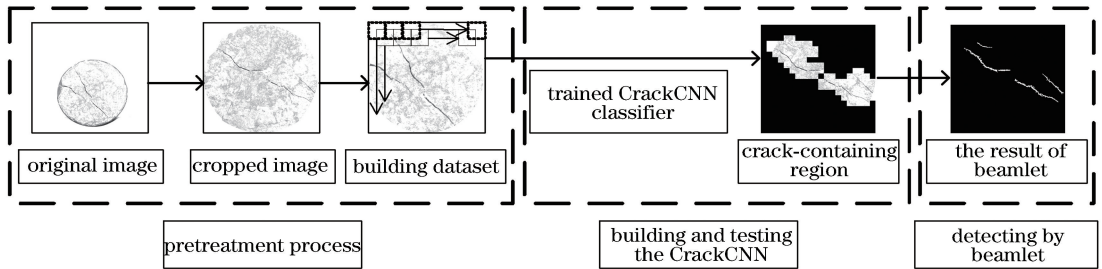 original image
cropped image
building dataset
trained CrackCNN
classifier
crack-containing
region
the result of
beamlet
pretreatment process
building and testing
the CrackCNN
detecting by
beamlet